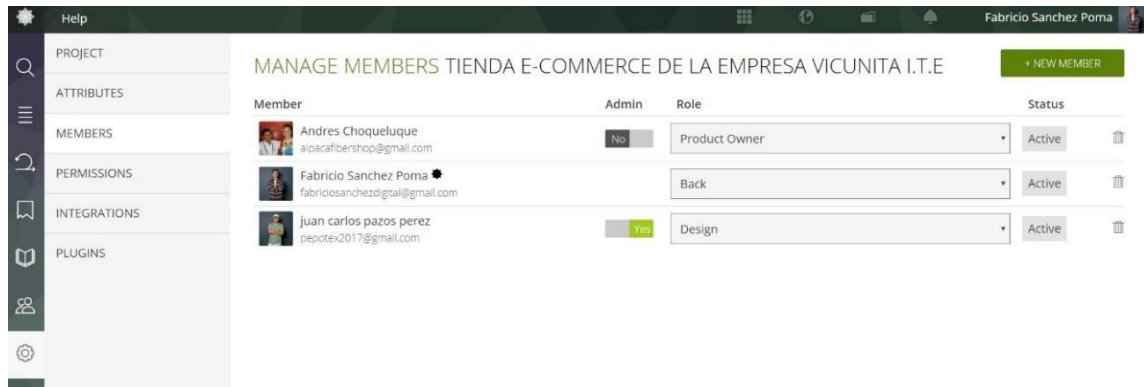 Help
Fabricio Sanchez Poma
PROJECT
ATTRIBUTES
MEMBERS
PERMISSIONS
INTEGRATIONS
PLUGINS
MANAGE MEMBERS TIENDA E-COMMERCE DE LA EMPRESA VICUNITA I.T.E
+ NEW MEMBER
Member Admin Role Status
Andres Choqueluque
alpacafibershop@gmail.com
No
Product Owner
Active
Fabricio Sanchez Poma
fabriciosanchezdigital@gmail.com
Back
Active
juan carlos pazos perez
pepotex2017@gmail.com
Yes
Design
Active